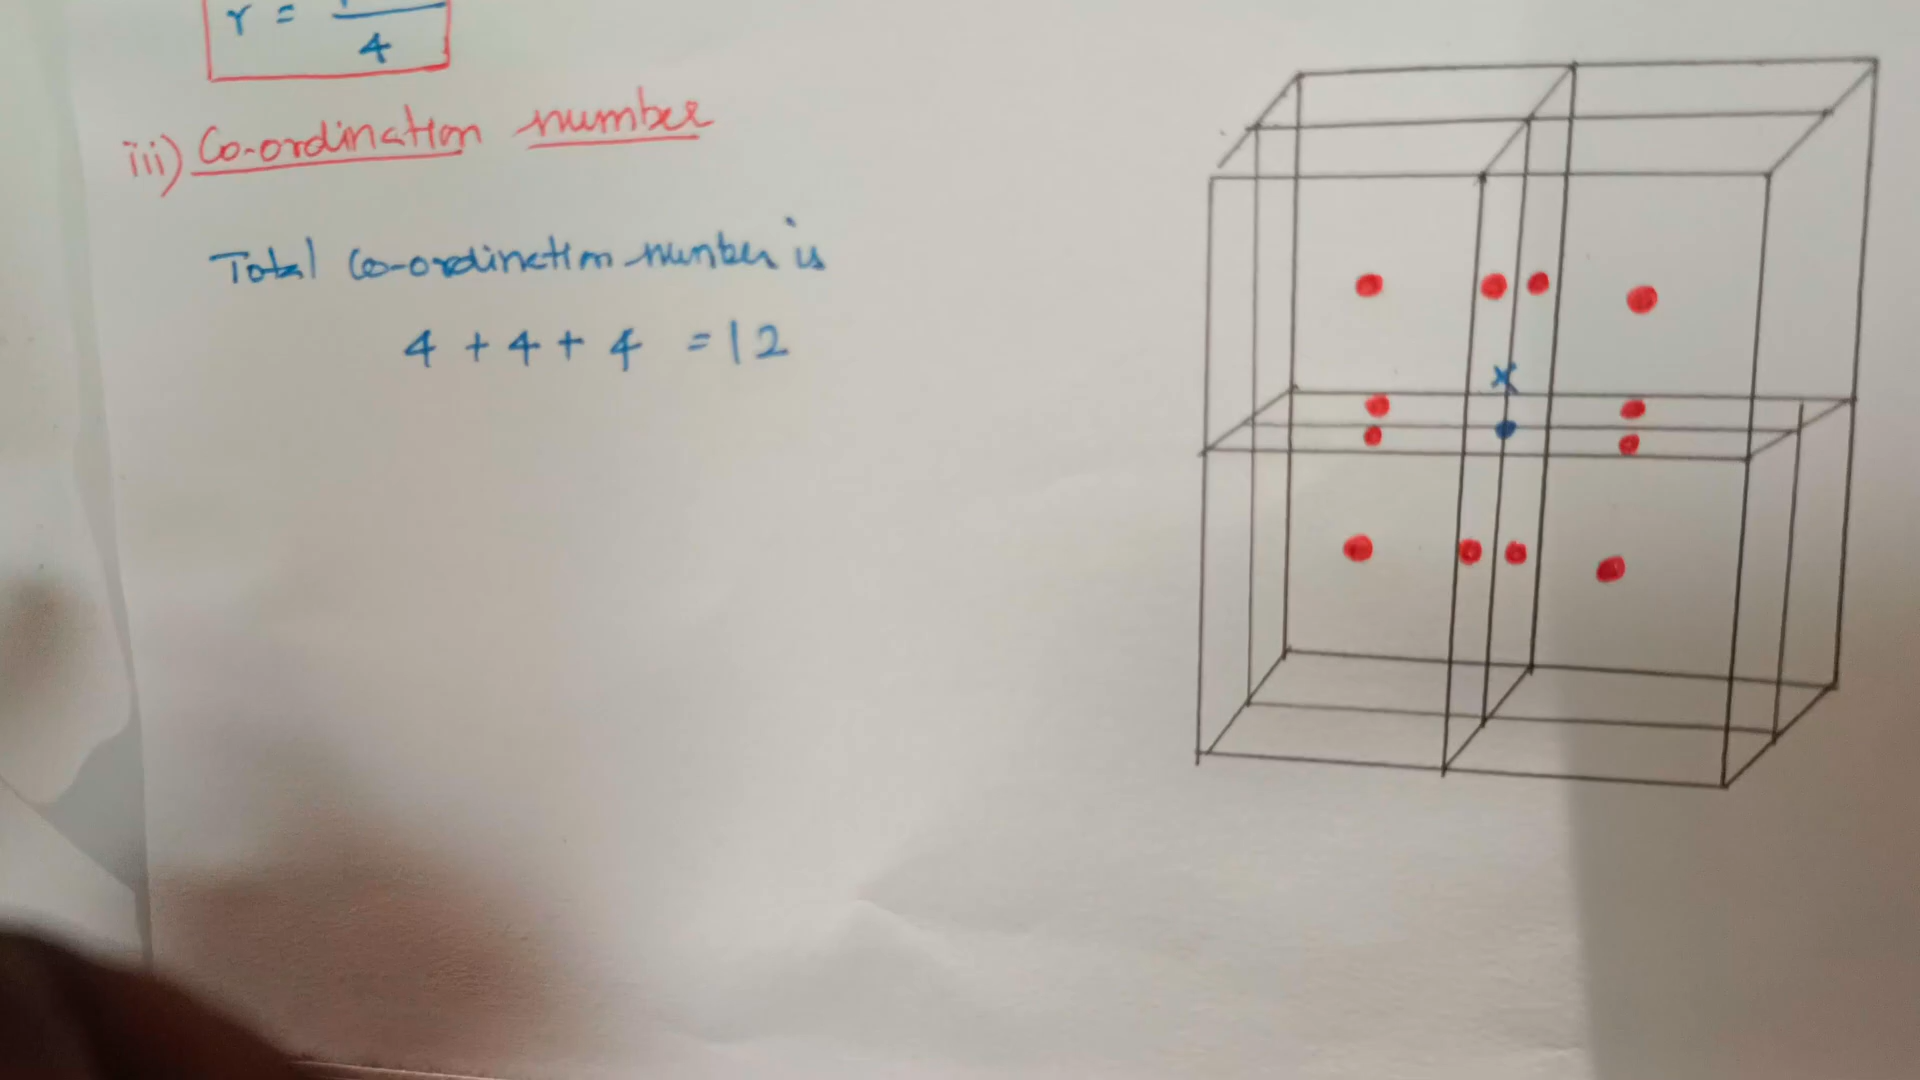 r =
4
iii) Co-ordination number
Total Co-ordination number is
4 + 4 + 4 = 12
x